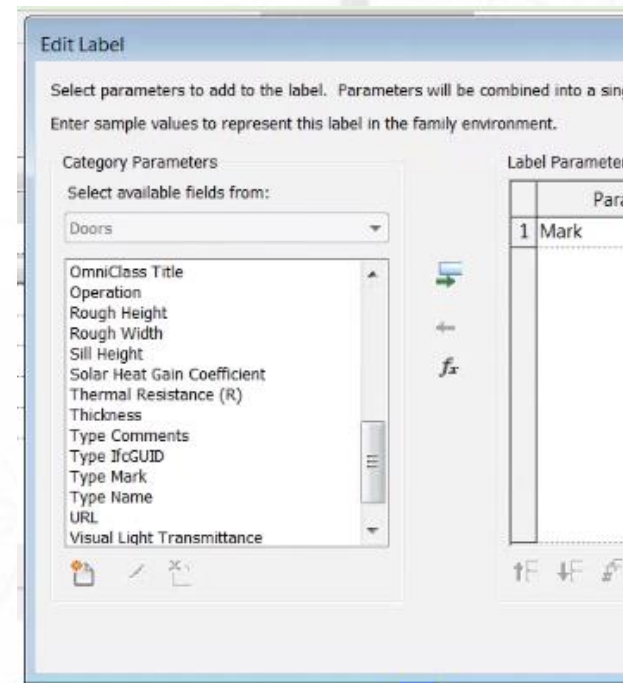 Edit Label
Select parameters to add to the label. Parameters will be combined into a
Enter sample values to represent this label in the family environment.
Category Parameters
Label
Select available fields from:
Doors
1 Mark
OmniClass Title
Operation
Rough Height
Rough Width
Sill Height
Solar Heat Gain Coefficient
Thermal Resistance (R)
Thickness
Type Comments
Type IfcGUID
Type Mark
Type Name
URL
Visual Light Transmittance
fx